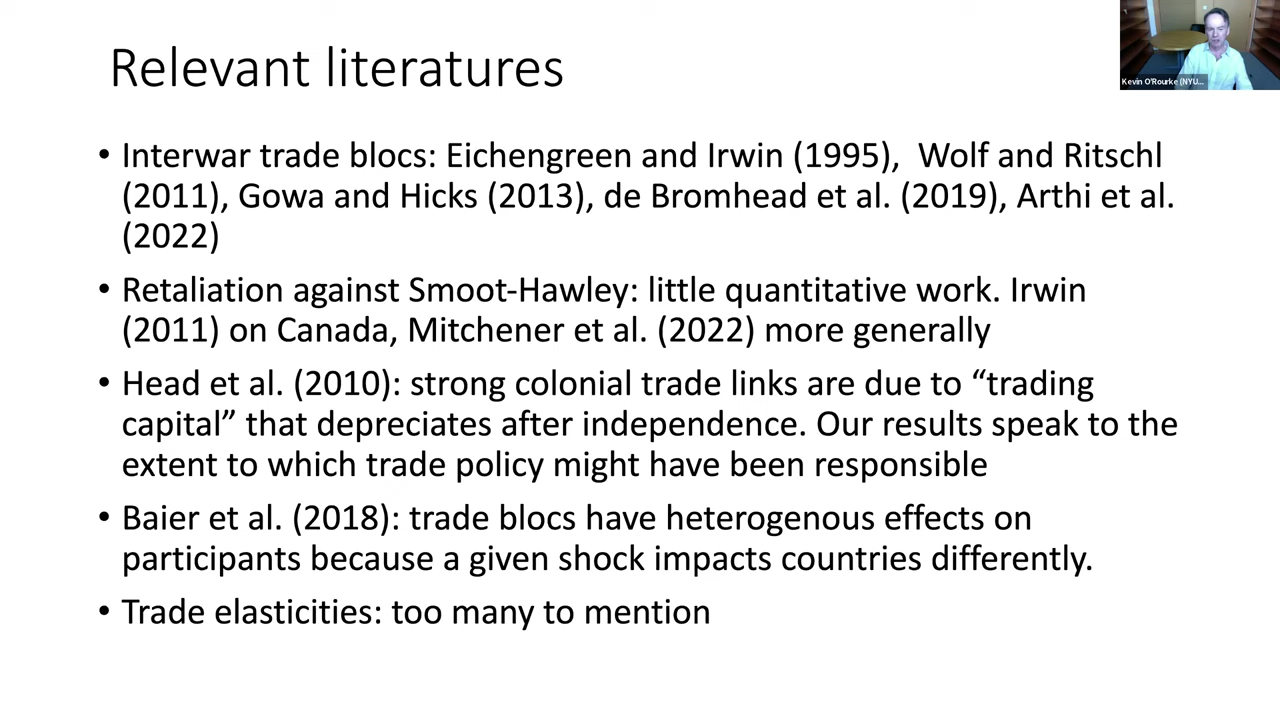 Relevant literatures
Kevin O'Rourke (NYU...
• Interwar trade blocs: Eichengreen and Irwin (1995),  Wolf and Ritschl
(2011), Gowa and Hicks (2013), de Bromhead et al. (2019), Arthi et al.
(2022)
• Retaliation against Smoot-Hawley: little quantitative work. Irwin
(2011) on Canada, Mitchener et al. (2022) more generally
• Head et al. (2010): strong colonial trade links are due to “trading
capital” that depreciates after independence. Our results speak to the
extent to which trade policy might have been responsible
• Baier et al. (2018): trade blocs have heterogenous effects on
participants because a given shock impacts countries differently.
• Trade elasticities: too many to mention